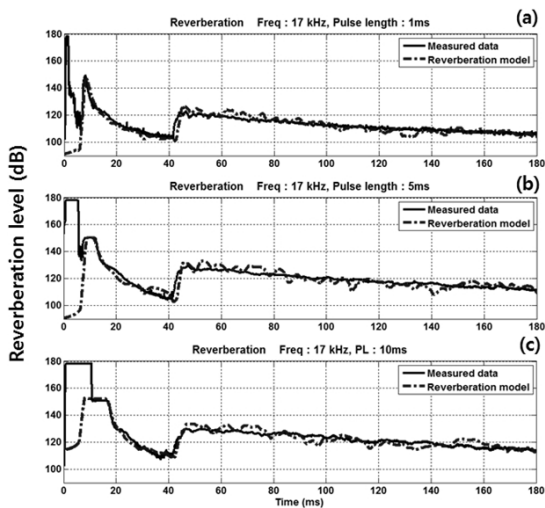 (a)
Reverberation Freq : 17 kHz, Pulse length : 1ms
180
160
140
120
100
Measured data
Reverberation model
0 20 40 60 80 100 120 140 160 180
(b)
Reverberation Freq : 17 kHz, Pulse length : 5ms
180
160
140
120
100
Measured data
Reverberation model
0 20 40 60 80 100 120 140 160 180
Reverberation level (dB)
(c)
Reverberation Freq : 17 kHz, PL : 10ms
180
160
140
120
100
Measured data
Reverberation model
0 20 40 60 80 100 120 140 160 180
Time (ms)